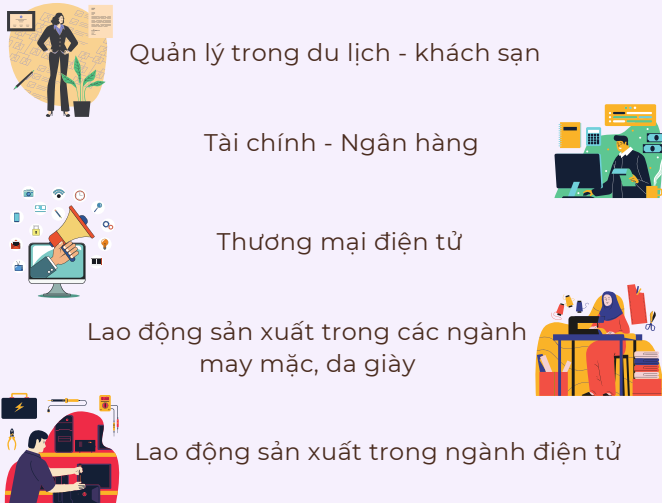 Quản lý trong du lịch - khách sạn
Tài chính - Ngân hàng
Thương mại điện tử
Lao động sản xuất trong các ngành
may mặc, da giày
Lao động sản xuất trong ngành điện tử